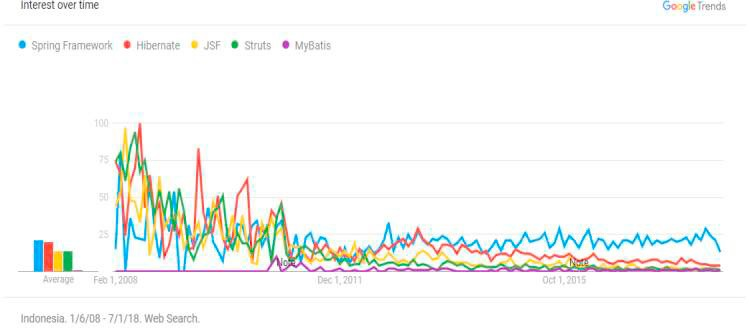 Interest over time
Google Trends
Spring Framework Hibernate JSF Struts MyBatis
100
75
50
25
Note Note
Average Feb 1, 2008 Dec 1, 2011 Oct 1, 2015
Indonesia. 1/6/08 - 7/1/18. Web Search.